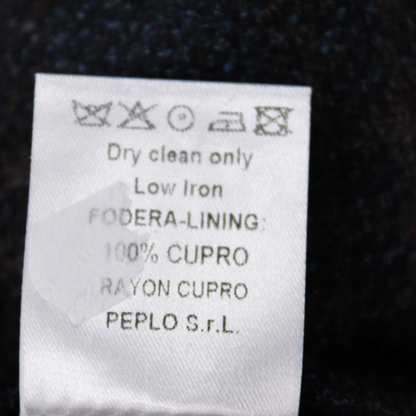 Dry clean only
Low Iron
FODERA-LINING:
100% CUPRO
RAYON CUPRO
PEPLO S.r.L.